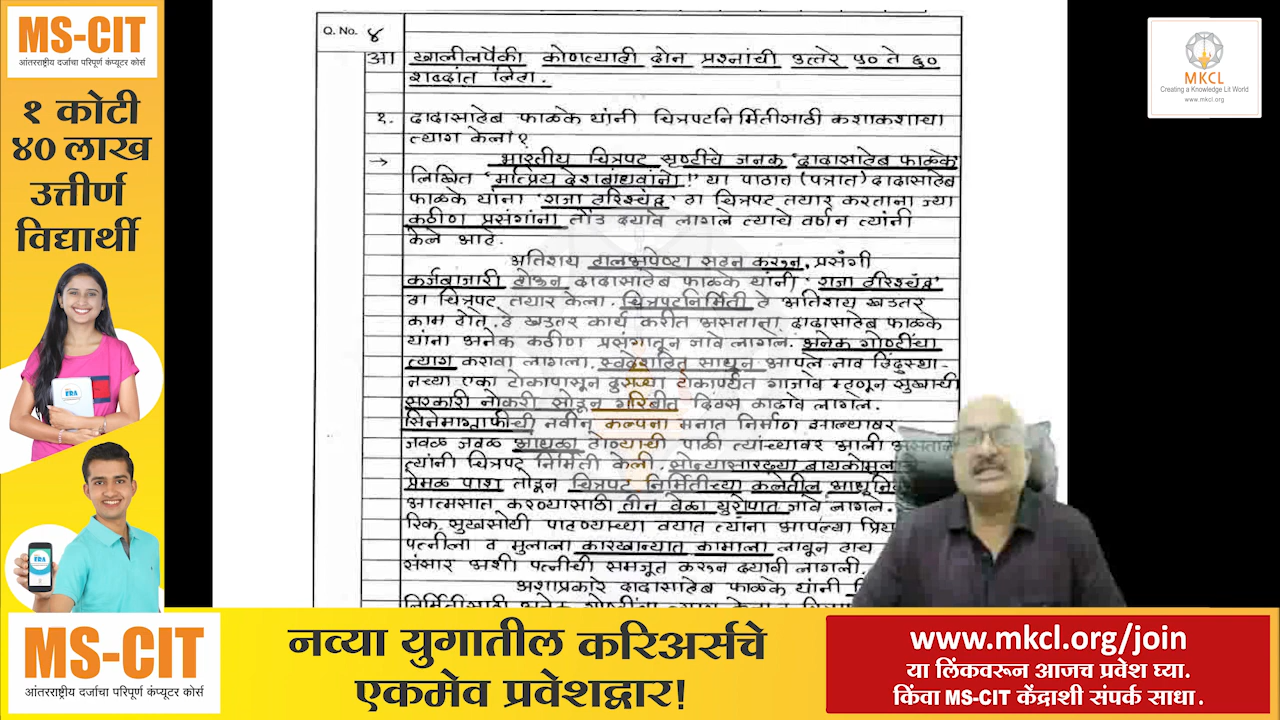 MS-CIT
आंतरराष्ट्रीय दर्जाचा परिपूर्ण कंप्यूटर कोर्स
१ कोटी
४० लाख
उत्तीर्ण
विद्यार्थी
Q. No. ४
आ खालीलपैकी कोणत्याही दोन प्रश्नांची उत्तरे ५० ते ६०
शब्दांत लिहा.
१. दादासाहेब फाळके यांनी चित्रपटनिर्मितीसाठी कशाकशाचा
त्याग केला?
→ भारतीय चित्रपट सृष्टीचे जनक 'दादासाहेब फाळके'
लिखित 'मत्प्रिय देशबांधवांनो!' या पाठात (पत्रात) दादासाहेब
फाळके यांना 'राजा हरिश्चंद्र' हा चित्रपट तयार करताना ज्या
कठीण प्रसंगांना तोंड द्यावे लागले त्याचे वर्णन त्यांनी
केले आहे.
अतिशय हालअपेष्टा सहन करून, प्रसंगी
कर्जबाजारी होऊन दादासाहेब फाळके यांनी 'राजा हरिश्चंद्र'
हा चित्रपट तयार केला. चित्रपटनिर्मिती हे अतिशय खडतर
काम होते. हे खडतर कार्य करीत असताना दादासाहेब फाळके
यांना अनेक कठीण प्रसंगातून जावे लागले. अनेक गोष्टींचा
त्याग करावा लागला. स्वदेशहित साधून आपले नाव हिंदुस्था-
नच्या एका टोकापासून दुसऱ्या टोकापर्यंत गाजावे म्हणून सुखाची
सरकारी नोकरी सोडून गरिबीत दिवस काढावे लागले.
सिनेमाग्राफीची नवीन कल्पना मनात निर्माण झाल्यावर
जवळ जवळ आंधळा होण्याची पाळी त्यांच्यावर आली असताना
त्यांनी चित्रपट निर्मिती केली. सोन्यासारख्या बायकोमुलां
प्रेमळ पाश तोडून चित्रपट निर्मितीच्या कलेतील आधुनि
आत्मसात करण्यासाठी तीन वेळा युरोपात जावे लागले.
रिक सुखसोयी पाहण्याच्या वयात त्यांना आपल्या प्रिय
पत्नीला व मुलाला कारखान्यात कामाला लावून हाच
संसार अशी पत्नीची समजूत करून द्यावी लागली.
अशाप्रकारे दादासाहेब फाळके यांनी
MKCL
Creating a Knowledge Lit World
www.mkcl.org
MS-CIT
आंतरराष्ट्रीय दर्जाचा परिपूर्ण कंप्यूटर कोर्स
नव्या युगातील करिअर्सचे
एकमेव प्रवेशद्वार!
www.mkcl.org/join
या लिंकवरून आजच प्रवेश घ्या.
किंवा MS-CIT केंद्राशी संपर्क साधा.